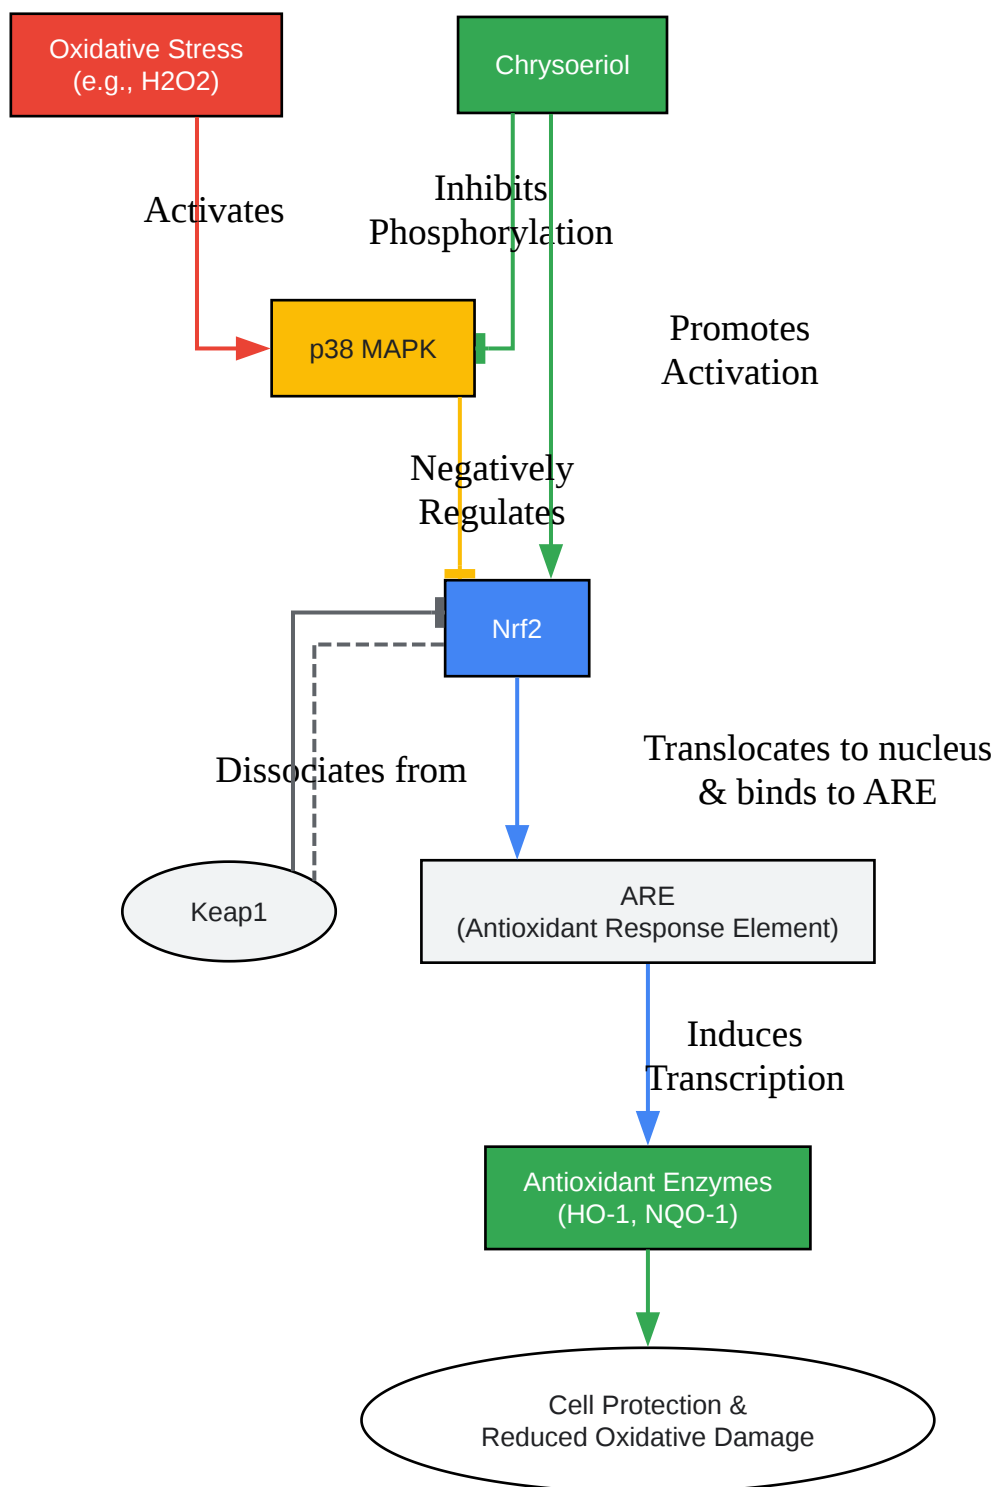 Oxidative Stress
(e.g., H2O2)
Chrysoeriol
Activates
Inhibits
Phosphorylation
p38 MAPK
Promotes
Activation
Negatively
Regulates
Nrf2
Dissociates from
Translocates to nucleus
& binds to ARE
Keap1
ARE
(Antioxidant Response Element)
Induces
Transcription
Antioxidant Enzymes
(HO-1, NQO-1)
Cell Protection &
Reduced Oxidative Damage